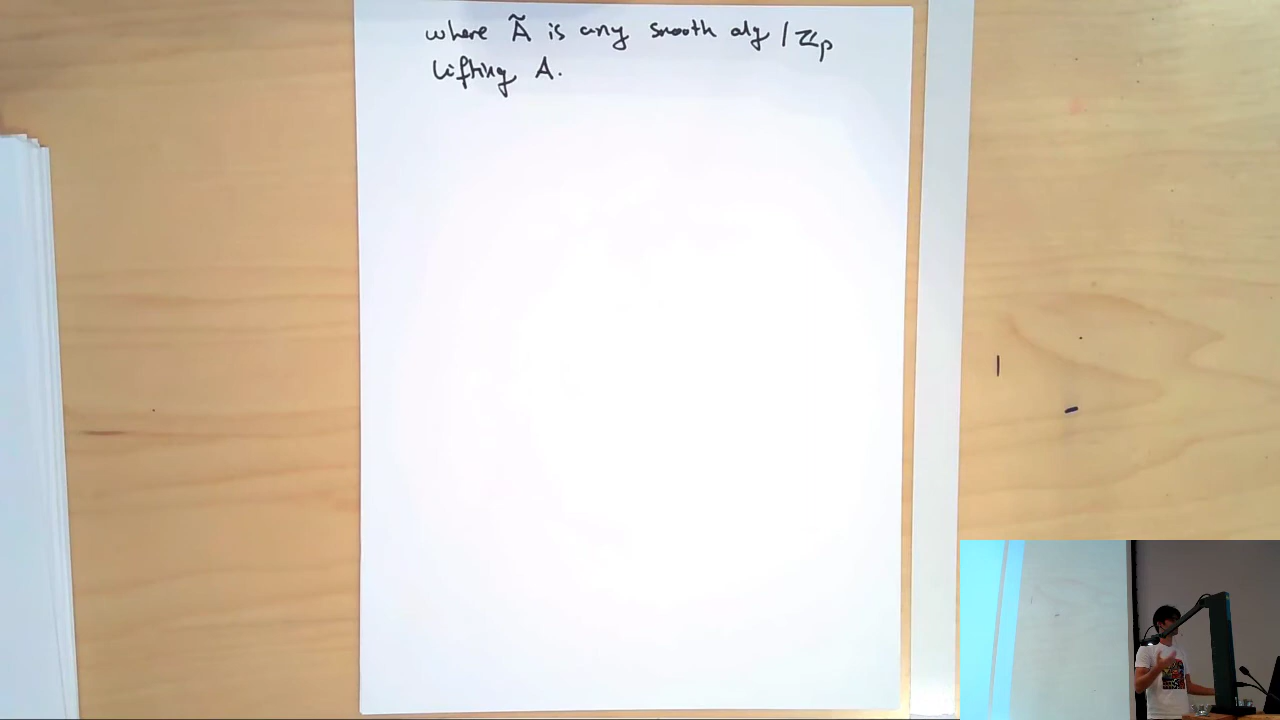 where Ã is any smooth alg / ℤp
lifting A.